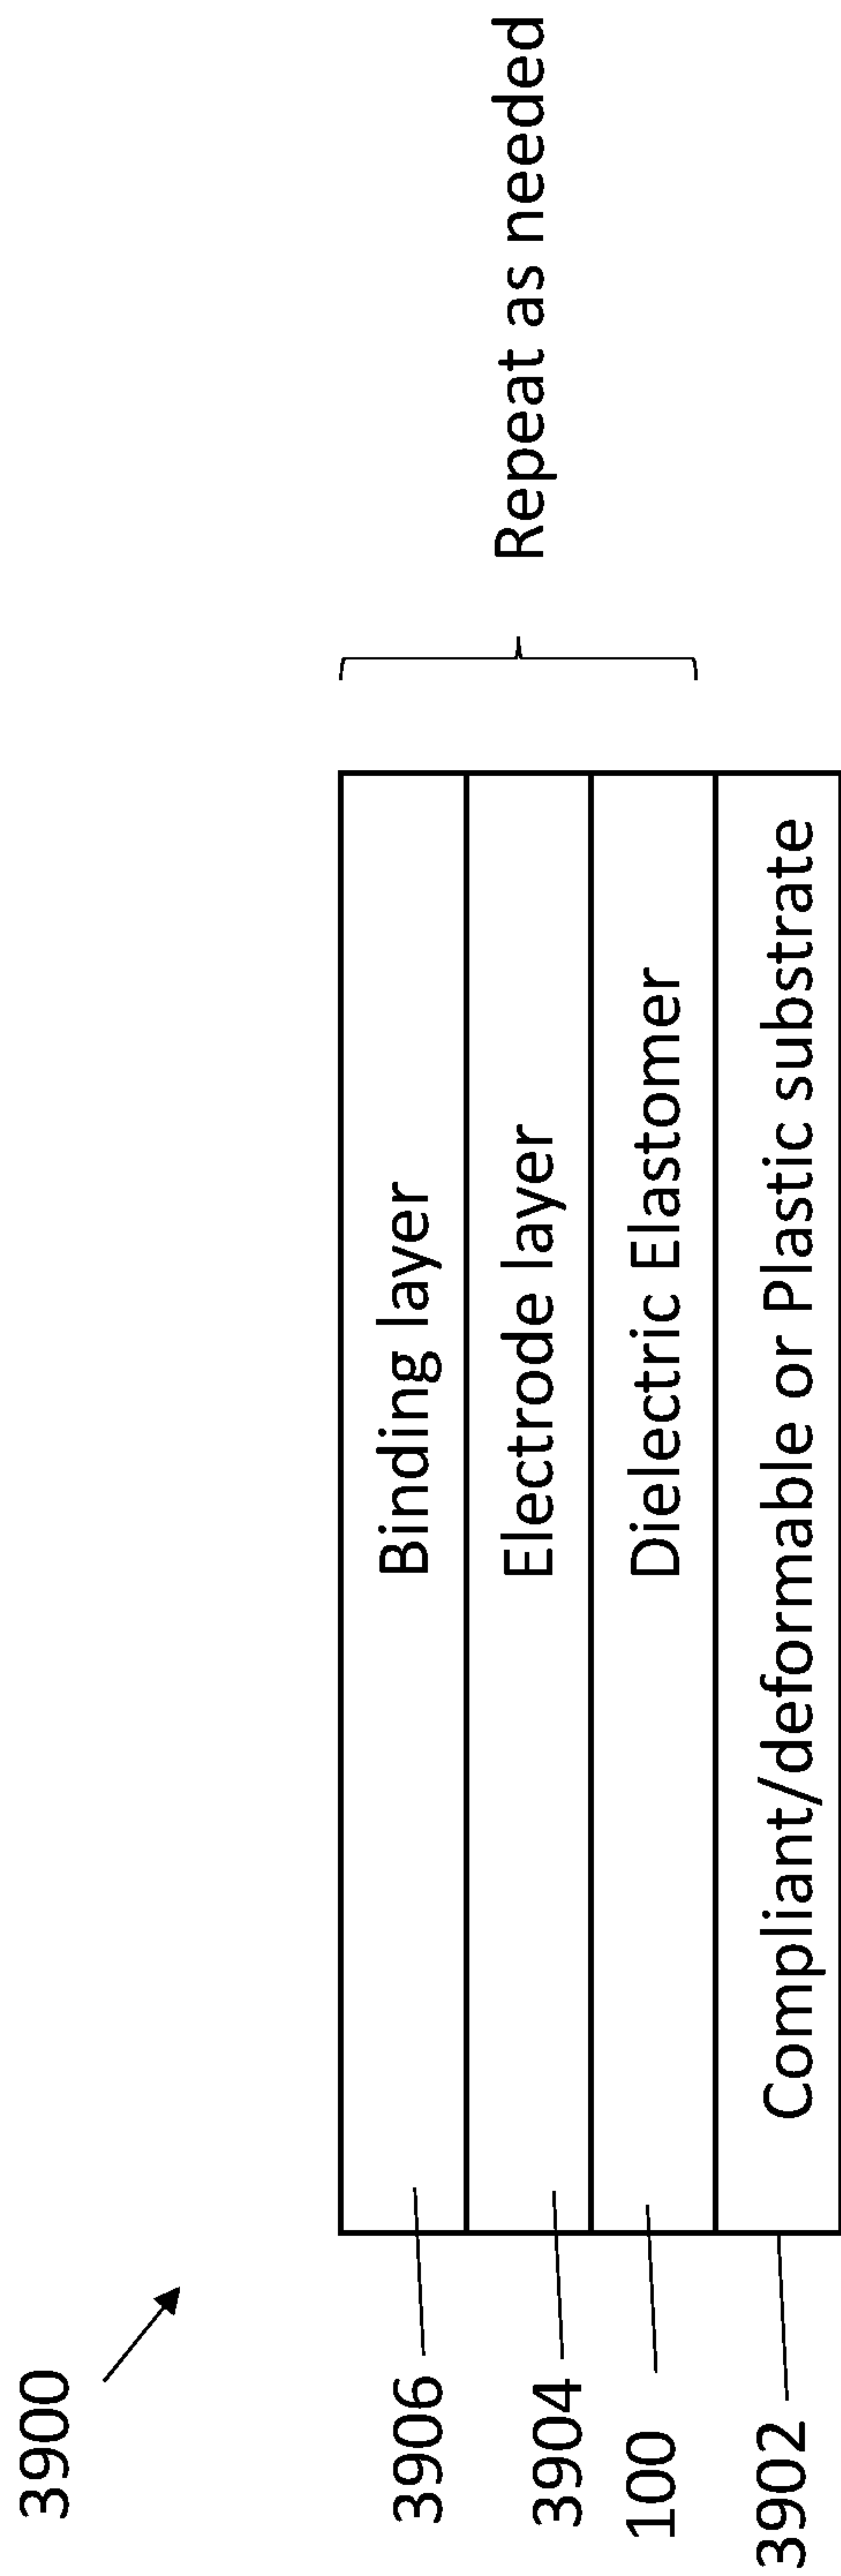 3900
3906
Binding layer
3904
Electrode layer
100
Dielectric Elastomer
3902
Compliant/deformable or Plastic substrate
Repeat as needed